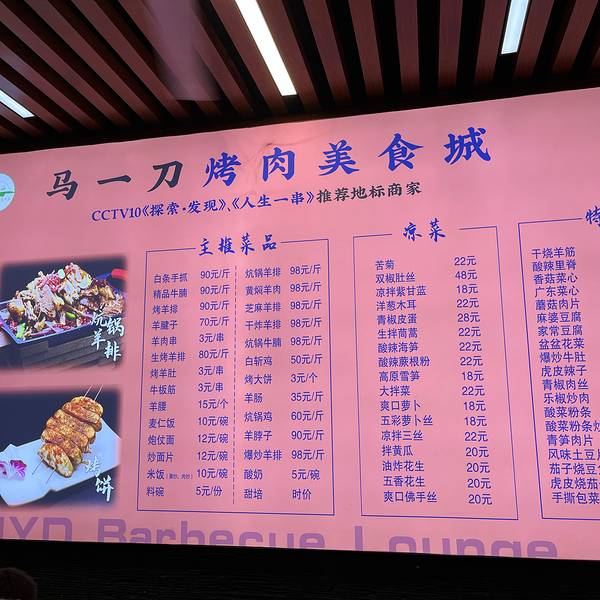 马一刀烤肉美食城
CCTV10《探索·发现》、《人生一串》推荐地标商家
炕锅羊排
烤饼
主推菜品
白条手抓 90元/斤
精品牛腩 90元/斤
烤羊排 90元/斤
羊腱子 70元/斤
羊肉串 3元/串
生烤羊排 80元/斤
烤羊肚 3元/串
牛板筋 3元/串
羊腰 15元/个
麦仁饭 10元/碗
炮仗面 12元/碗
炒面片 12元/碗
米饭 10元/碗
料碗 5元/份
炕锅羊排 98元/斤
黄焖羊肉 98元/斤
芝麻羊排 98元/斤
干炸羊排 98元/斤
炕锅牛腩 98元/斤
白斩鸡 50元/斤
烤大饼 3元/个
羊肠 35元/斤
炕锅鸡 60元/斤
羊脖子 90元/斤
爆炒羊排 98元/斤
酸奶 5元/碗
甜培 时价
凉菜
苦菊 22元
双椒肚丝 48元
凉拌紫甘蓝 18元
洋葱木耳 22元
青椒皮蛋 28元
生拌茼蒿 22元
酸辣海笋 22元
酸辣蕨根粉 22元
高原雪笋 18元
大拌菜 22元
爽口萝卜 18元
五彩萝卜丝 18元
凉拌三丝 22元
拌黄瓜 20元
油炸花生 20元
五香花生 20元
爽口佛手丝 20元
特
干烧羊筋
酸辣里脊
香菇菜心
广东菜心
蘑菇肉片
麻婆豆腐
家常豆腐
盆盆花菜
爆炒牛肚
虎皮辣子
青椒肉丝
乐椒炒肉
酸菜粉条
酸菜粉条炒
青笋肉片
风味土豆片
茄子烧豆
虎皮烧茄
手撕包菜
MYD Barbecue Lounge